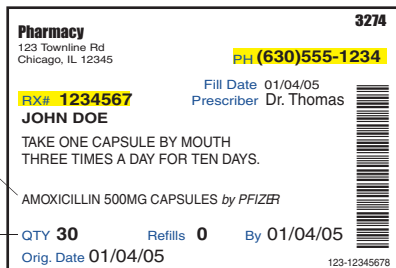 3274
Pharmacy
123 Townline Rd
Chicago, IL 12345
PH (630)555-1234
Fill Date 01/04/05
RX# 1234567
Prescriber Dr. Thomas
JOHN DOE
TAKE ONE CAPSULE BY MOUTH
THREE TIMES A DAY FOR TEN DAYS.
AMOXICILLIN 500MG CAPSULES by PFIZER
QTY 30 Refills 0 By 01/04/05
Orig. Date 01/04/05
123-12345678